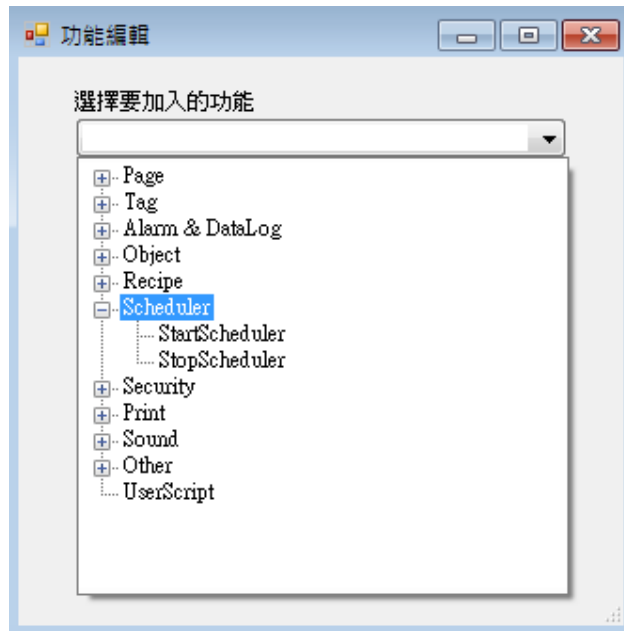 功能編輯
選擇要加入的功能
Page
Tag
Alarm & DataLog
Object
Recipe
Scheduler
StartScheduler
StopScheduler
Security
Print
Sound
Other
UserScript